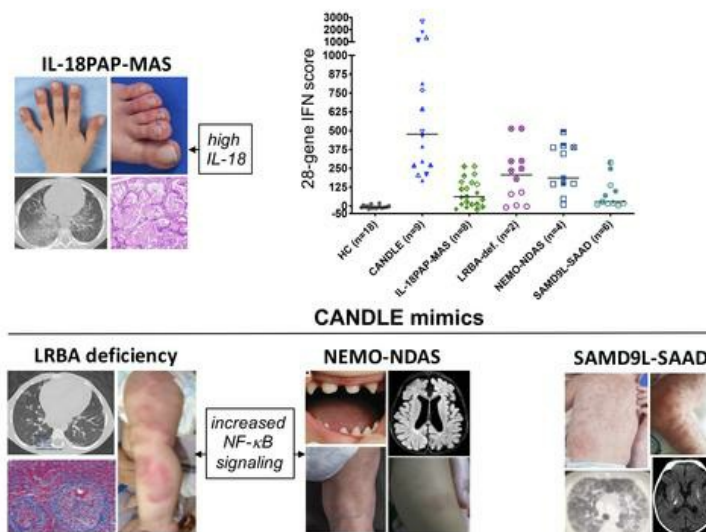 IL-18PAP-MAS
high
IL-18
28-gene IFN score
3000
2000
1000
1000
875
750
625
500
375
250
125
0
-50
HC (n=18)
CANDLE (n=9)
IL-18PAP-MAS (n=8)
LRBA-def. (n=2)
NEMO-NDAS (n=4)
SAMD9L-SAAD (n=6)
CANDLE mimics
LRBA deficiency
NEMO-NDAS
SAMD9L-SAAD
increased
NF-κB
signaling